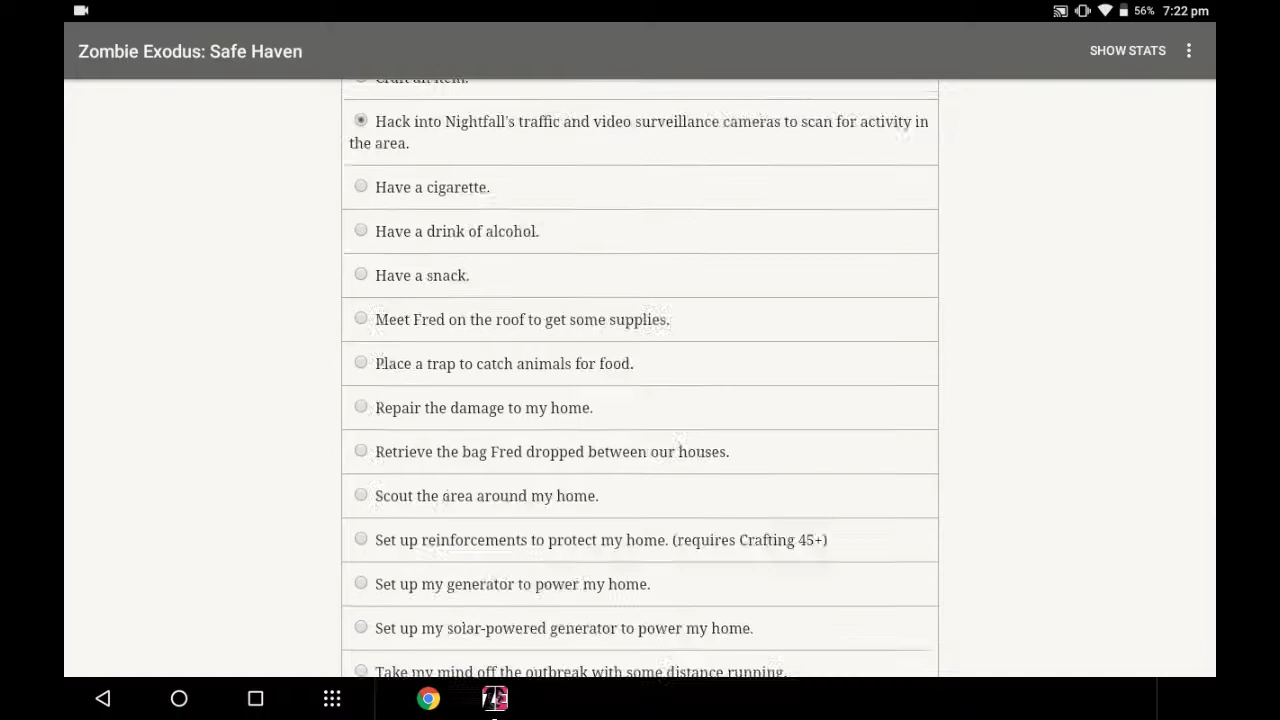 56% 7:22 pm
Zombie Exodus: Safe Haven SHOW STATS
Craft an item.
Hack into Nightfall's traffic and video surveillance cameras to scan for activity in
the area.
Have a cigarette.
Have a drink of alcohol.
Have a snack.
Meet Fred on the roof to get some supplies.
Place a trap to catch animals for food.
Repair the damage to my home.
Retrieve the bag Fred dropped between our houses.
Scout the area around my home.
Set up reinforcements to protect my home. (requires Crafting 45+)
Set up my generator to power my home.
Set up my solar-powered generator to power my home.
Take my mind off the outbreak with some distance running.
ZE